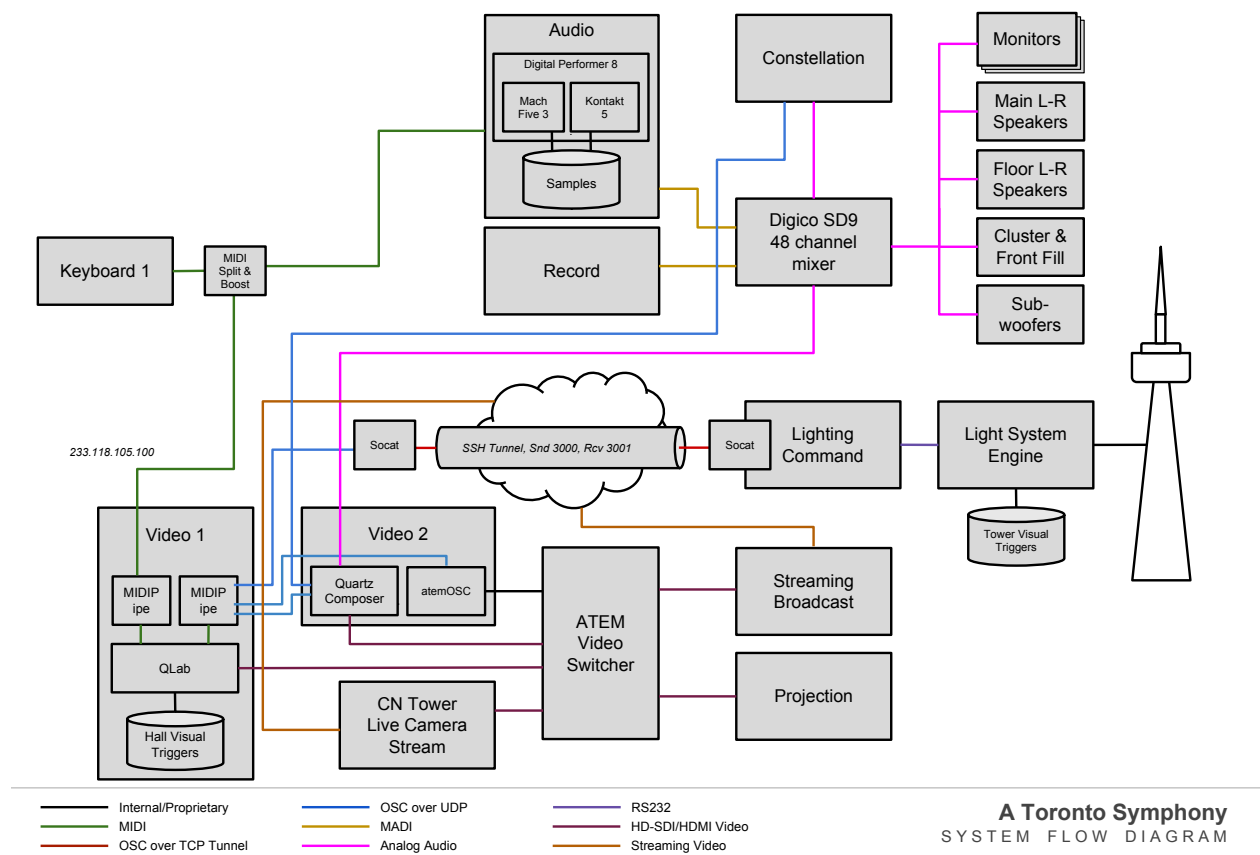 Audio
Digital Performer 8
Mach
Five 3
Kontakt
5
Samples
Constellation
Monitors
Main L-R
Speakers
Floor L-R
Speakers
Cluster &
Front Fill
Sub-
woofers
Keyboard 1
MIDI
Split &
Boost
Record
Digico SD9
48 channel
mixer
233.118.105.100
Socat
SSH Tunnel, Snd 3000, Rcv 3001
Socat
Lighting
Command
Light System
Engine
Tower Visual
Triggers
Video 1
MIDIP
ipe
MIDIP
ipe
QLab
Hall Visual
Triggers
Video 2
Quartz
Composer
atemOSC
ATEM
Video
Switcher
Streaming
Broadcast
Projection
CN Tower
Live Camera
Stream
Internal/Proprietary
MIDI
OSC over TCP Tunnel
OSC over UDP
MADI
Analog Audio
RS232
HD-SDI/HDMI Video
Streaming Video
A Toronto Symphony
SYSTEM FLOW DIAGRAM